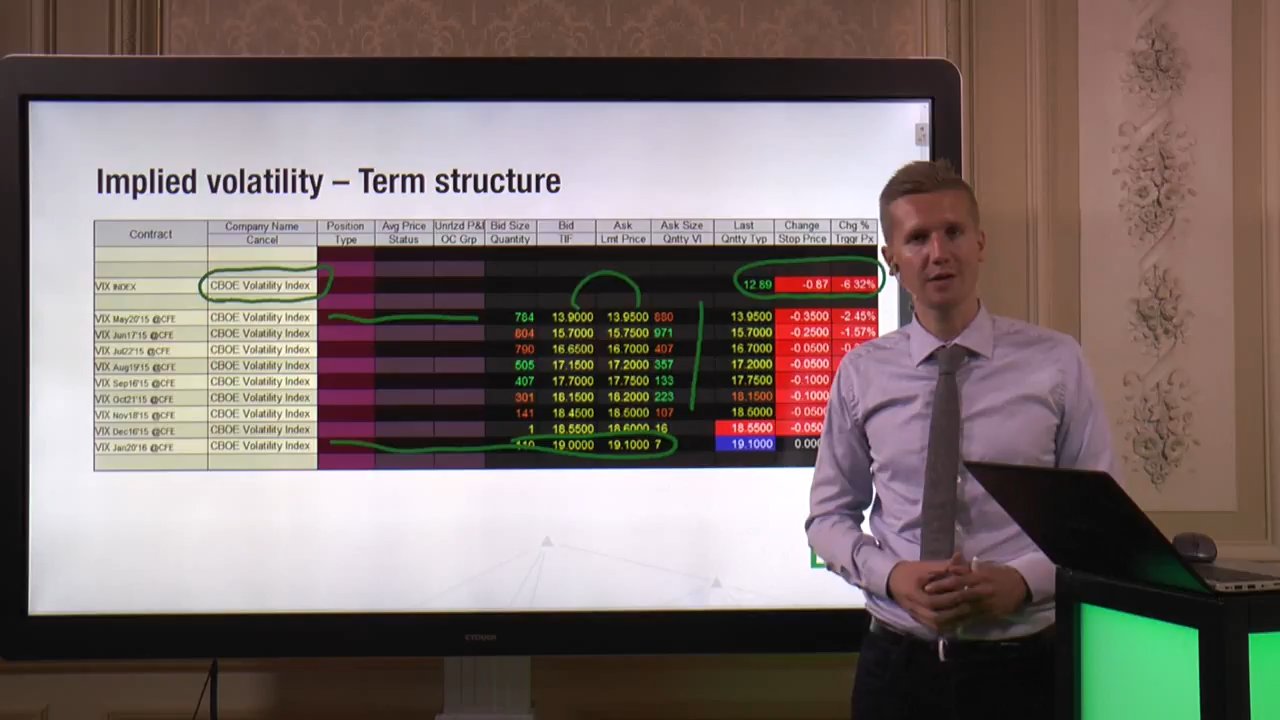 Implied volatility – Term structure
Contract Company Name Position Avg Price Unrlzd P&L Bid Size Bid Ask Ask Size Last Change Chg %
Cancel Type Status OC Grp Quantity TIF Lmt Price Qntty Vl Qntty Typ Stop Price Trggr Px
VIX INDEX CBOE Volatility Index 12.89 -0.87 -6.32%
VIX May20'15 @CFE CBOE Volatility Index 784 13.9000 13.9500 880 13.9500 -0.3500 -2.45%
VIX Jun17'15 @CFE CBOE Volatility Index 804 15.7000 15.7500 971 15.7000 -0.2500 -1.57%
VIX Jul22'15 @CFE CBOE Volatility Index 790 16.6500 16.7000 407 16.7000 -0.0500
VIX Aug19'15 @CFE CBOE Volatility Index 505 17.1500 17.2000 357 17.2000 -0.0500
VIX Sep16'15 @CFE CBOE Volatility Index 407 17.7000 17.7500 133 17.7500 -0.1000
VIX Oct21'15 @CFE CBOE Volatility Index 301 18.1500 18.2000 223 18.1500 -0.1000
VIX Nov18'15 @CFE CBOE Volatility Index 141 18.4500 18.5000 107 18.5000 -0.0500
VIX Dec16'15 @CFE CBOE Volatility Index 1 18.5500 18.6000 16 18.5500 -0.050
VIX Jan20'16 @CFE CBOE Volatility Index 19.0000 19.1000 7 19.1000 0.000
CTOUCH